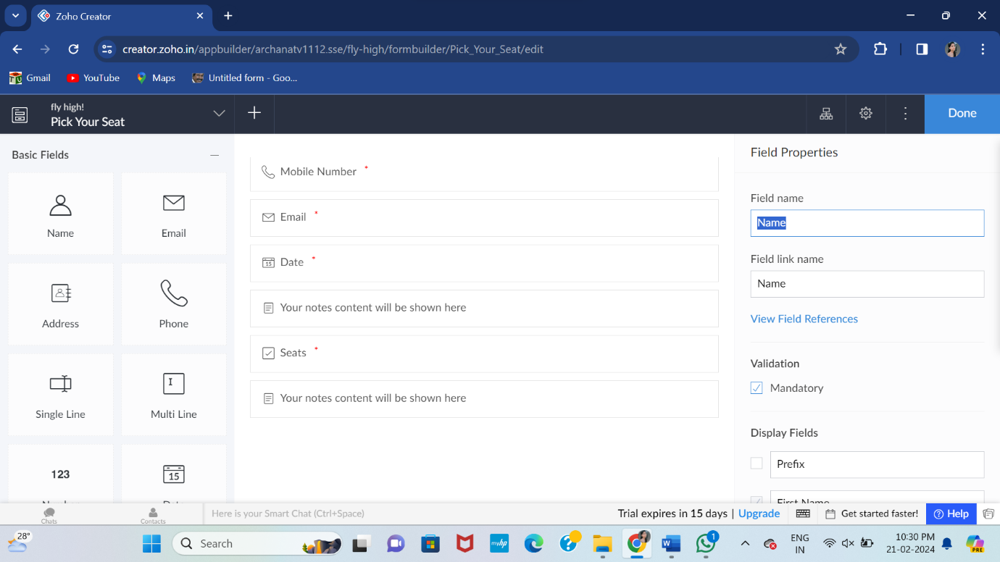 Zoho Creator
creator.zoho.in/appbuilder/archanatv1112.sse/fly-high/formbuilder/Pick_Your_Seat/edit
Gmail
YouTube
Maps
Untitled form - Goo...
fly high!
Pick Your Seat
Done
Basic Fields
Name
Email
Address
Phone
Single Line
Multi Line
123
15
Mobile Number *
Email *
15
Date *
Your notes content will be shown here
Seats *
Your notes content will be shown here
Field Properties
Field name
Name
Field link name
Name
View Field References
Validation
Mandatory
Display Fields
Prefix
First Name
Chats
Contacts
Here is your Smart Chat (Ctrl+Space)
Trial expires in 15 days | Upgrade
Get started faster!
Help
28°
Search
myhp
1
ENG
IN
10:30 PM
21-02-2024
PRE